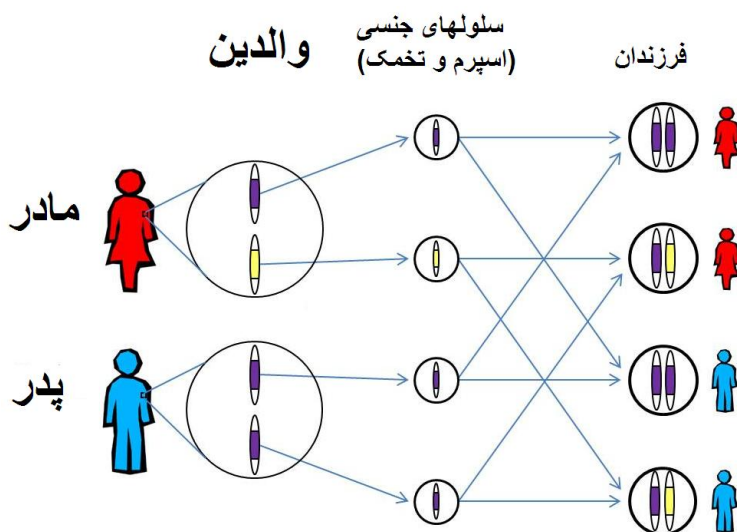 والدین
سلولهای جنسی
(اسپرم و تخمک)
فرزندان
مادر
پدر